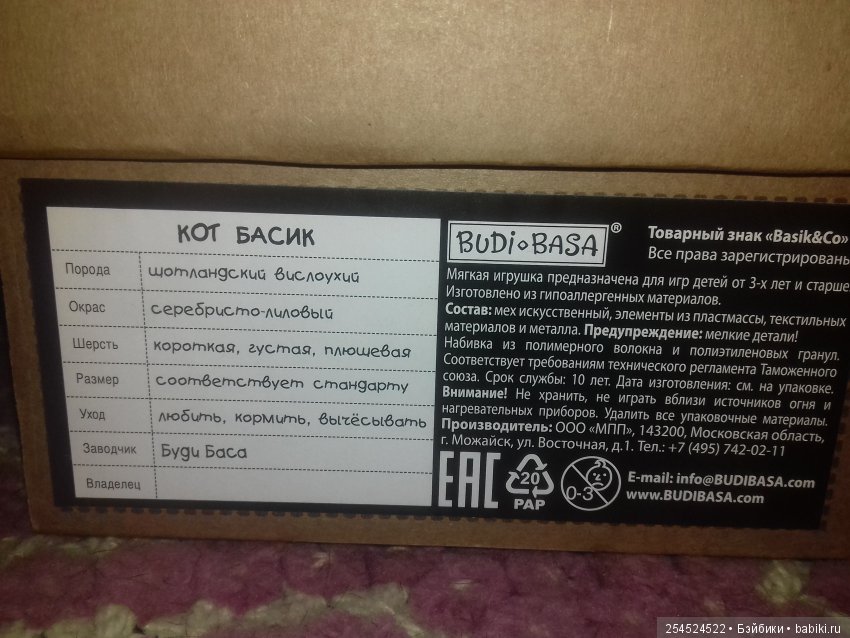 КОТ БАСИК
Порода шотландский вислоухий
Окрас серебристо-лиловый
Шерсть короткая, густая, плюшевая
Размер соответствует стандарту
Уход любить, кормить, вычёсывать
Заводчик Буди Баса
Владелец
BUDI BASA ®
Товарный знак «Basik&Co»
Все права зарегистрированы
Мягкая игрушка предназначена для игр детей от 3-х лет и старше
Изготовлено из гипоаллергенных материалов.
Состав: мех искусственный, элементы из пластмассы, текстильных
материалов и металла. Предупреждение: мелкие детали!
Набивка из полимерного волокна и полиэтиленовых гранул.
Соответствует требованиям технического регламента Таможенного
союза. Срок службы: 10 лет. Дата изготовления: см. на упаковке.
Внимание! Не хранить, не играть вблизи источников огня и
нагревательных приборов. Удалить все упаковочные материалы.
Производитель: ООО «МПП», 143200, Московская область,
г. Можайск, ул. Восточная, д.1. Тел.: +7 (495) 742-02-11
EAC 20 PAP 0-3
E-mail: info@BUDIBASA.com
www.BUDIBASA.com
254524522 • Бэйбики • babiki.ru